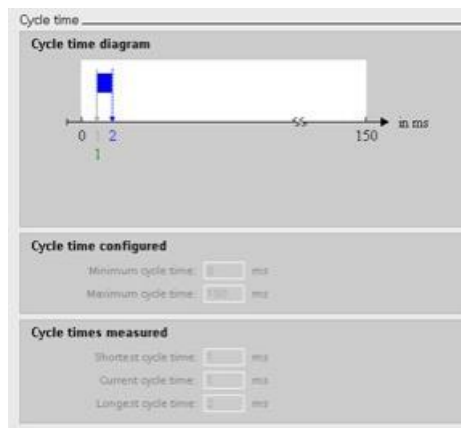 Cycle time
Cycle time diagram
0 1 2 150 in ms
1
Cycle time configured
Minimum cycle time: ms
Maximum cycle time: 150 ms
Cycle times measured
Shortest cycle time: ms
Current cycle time: ms
Longest cycle time: 2 ms